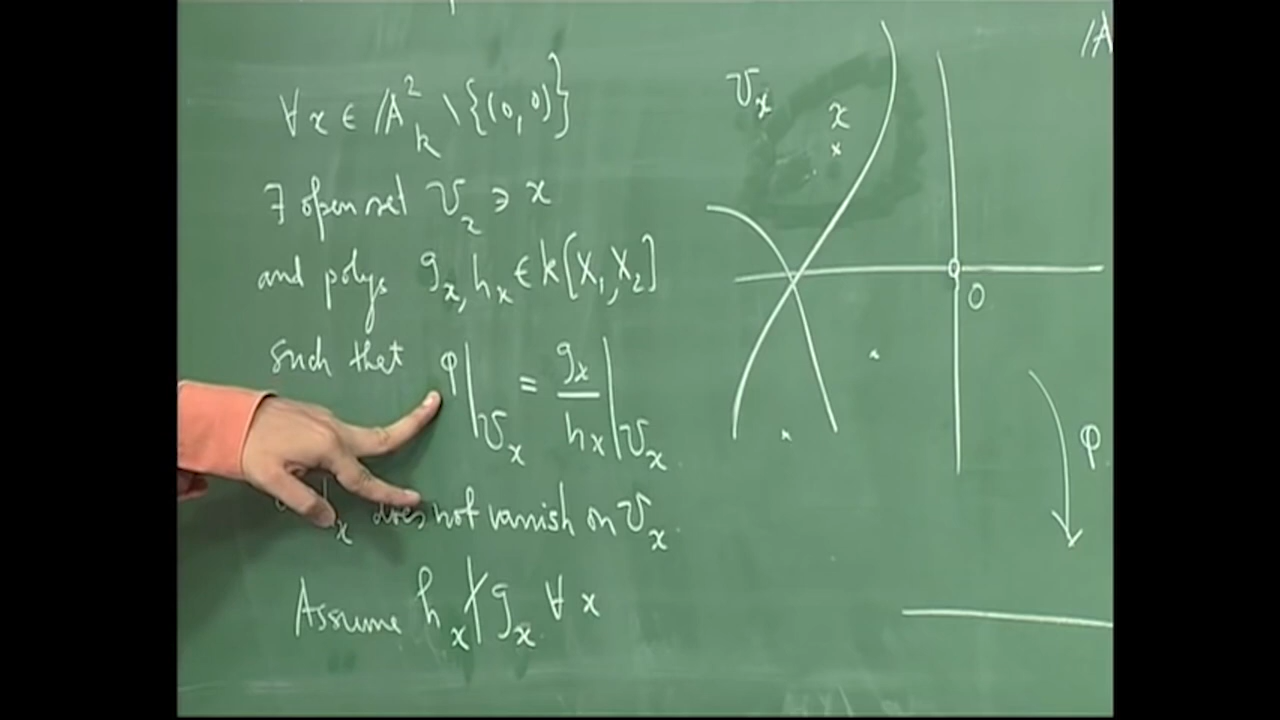 ∀ x ∈ 𝔸²ₖ \ {(0,0)}
∃ open set U_x ∋ x
and polys g_x, h_x ∈ k[X₁, X₂]
such that φ|_{U_x} = g_x/h_x|_{U_x}
h_x does not vanish on U_x.
Assume h_x ∤ g_x ∀ x
U_x
x
0
φ
/A